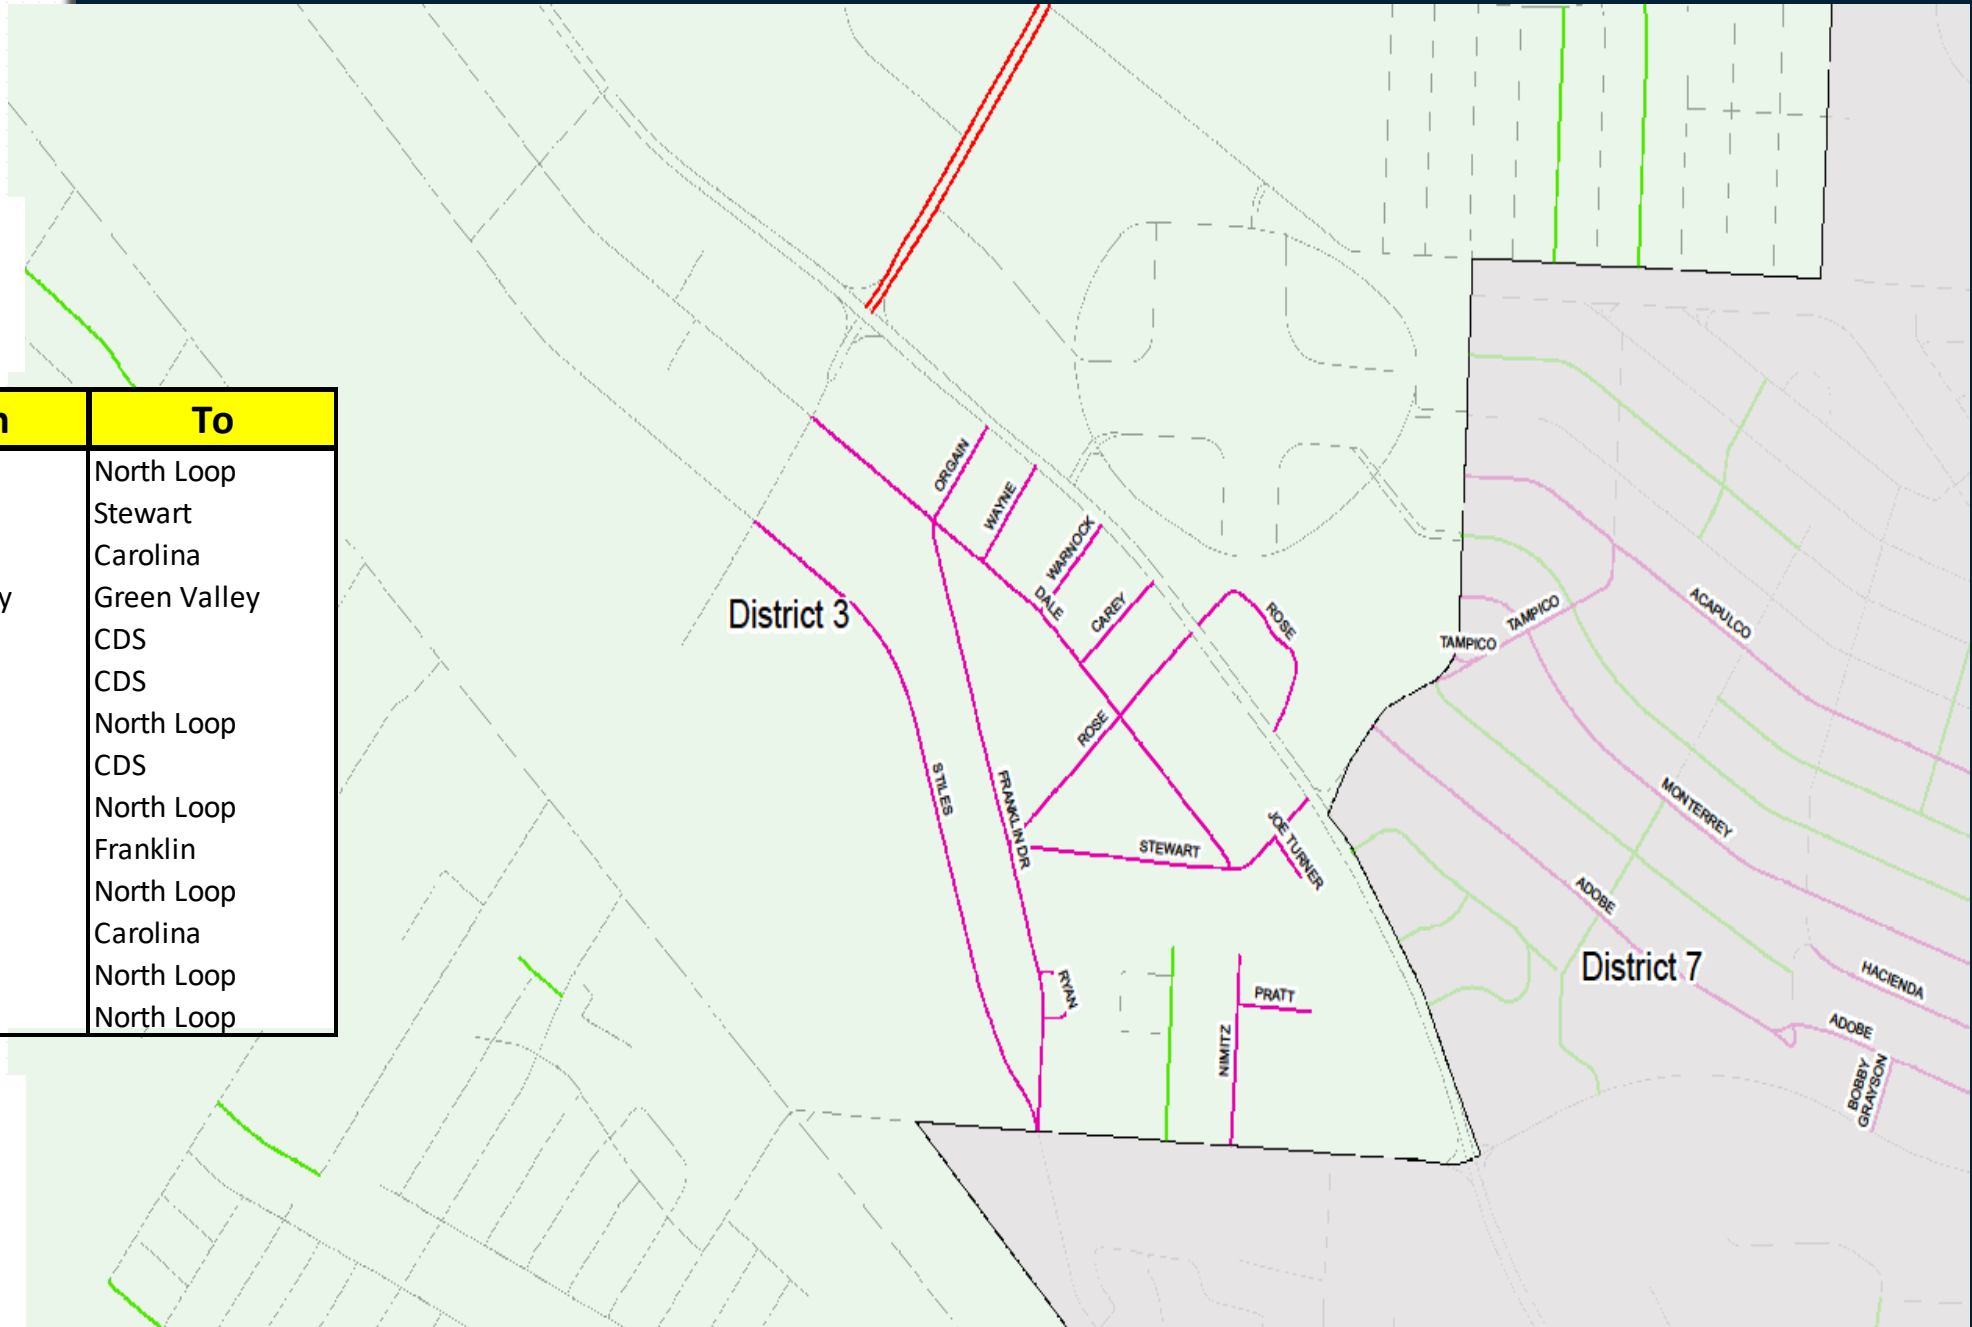 n To
North Loop
Stewart
Carolina
y Green Valley
CDS
CDS
North Loop
CDS
North Loop
Franklin
North Loop
Carolina
North Loop
North Loop
ORGAIN
WAYNE
WARNOCK
DALE
CAREY
ROSE
District 3
ROSE
STILES
FRANKLIN DR
STEWART
JOE TURNER
RYAN
PRATT
NIMITZ
TAMPICO
TAMPICO
ACAPULCO
MONTERREY
ADOBE
District 7
HACIENDA
ADOBE
BOBBY
GRAYSON